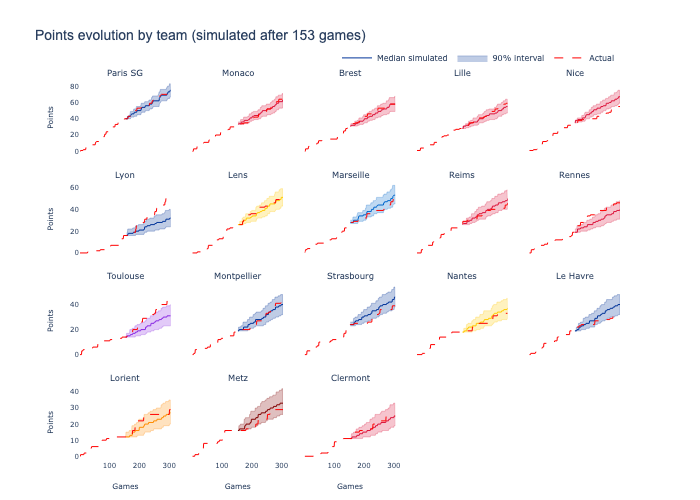 Points evolution by team (simulated after 153 games)
Median simulated 90% interval Actual
Paris SG Monaco Brest Lille Nice
80
60
40
20
0
Points
Lyon Lens Marseille Reims Rennes
60
40
20
0
Points
Toulouse Montpellier Strasbourg Nantes Le Havre
40
20
0
Points
Lorient Metz Clermont
40
30
20
10
0
Points
100 200 300 100 200 300 100 200 300
Games Games Games